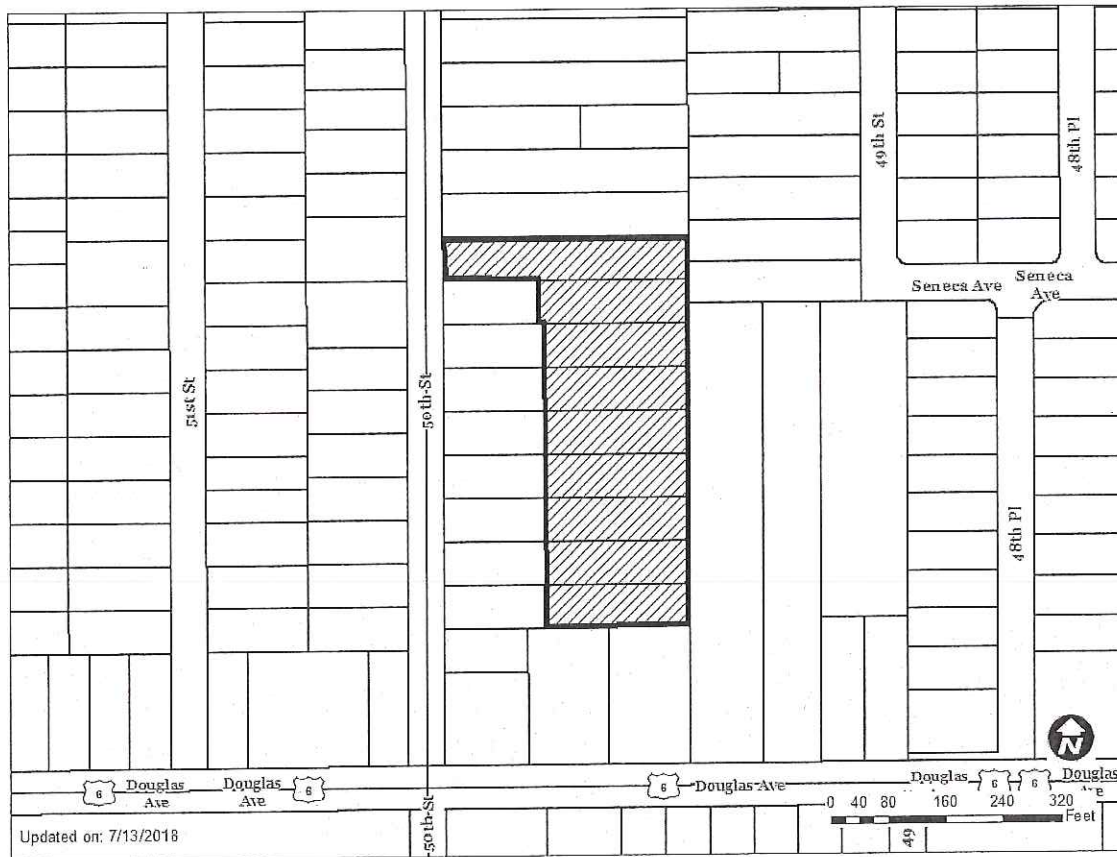 49th St
48th Pl
Seneca Ave
Seneca
Ave
51st St
50th St
48th Pl
N
6
Douglas
Ave
Douglas
Ave
6
6
Douglas Ave
Douglas
6
6
Douglas
Ave
50th St
0 40 80 160 240 320
Feet
49
Updated on: 7/13/2018